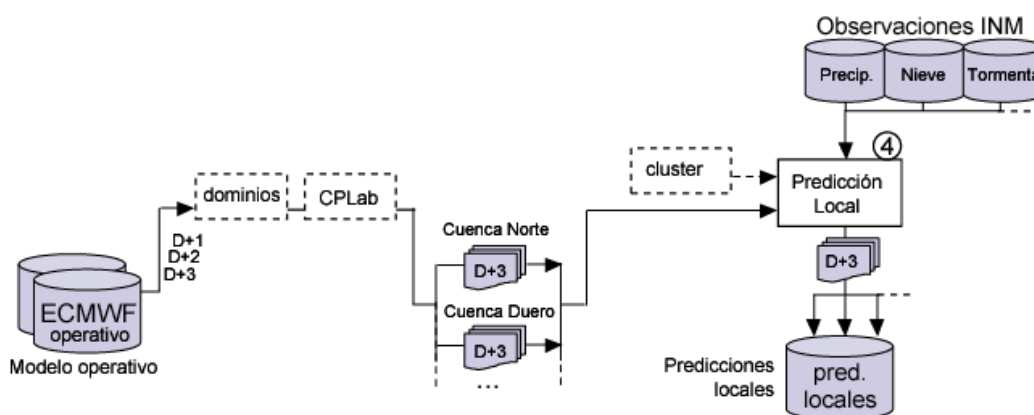 Observaciones INM
Precip.
Nieve
Tormenta
4
cluster
Predicción
Local
dominios
CPLab
D+1
D+2
D+3
Cuenca Norte
D+3
Cuenca Duero
D+3
...
ECMWF
operativo
Modelo operativo
D+3
Predicciones
locales
pred.
locales